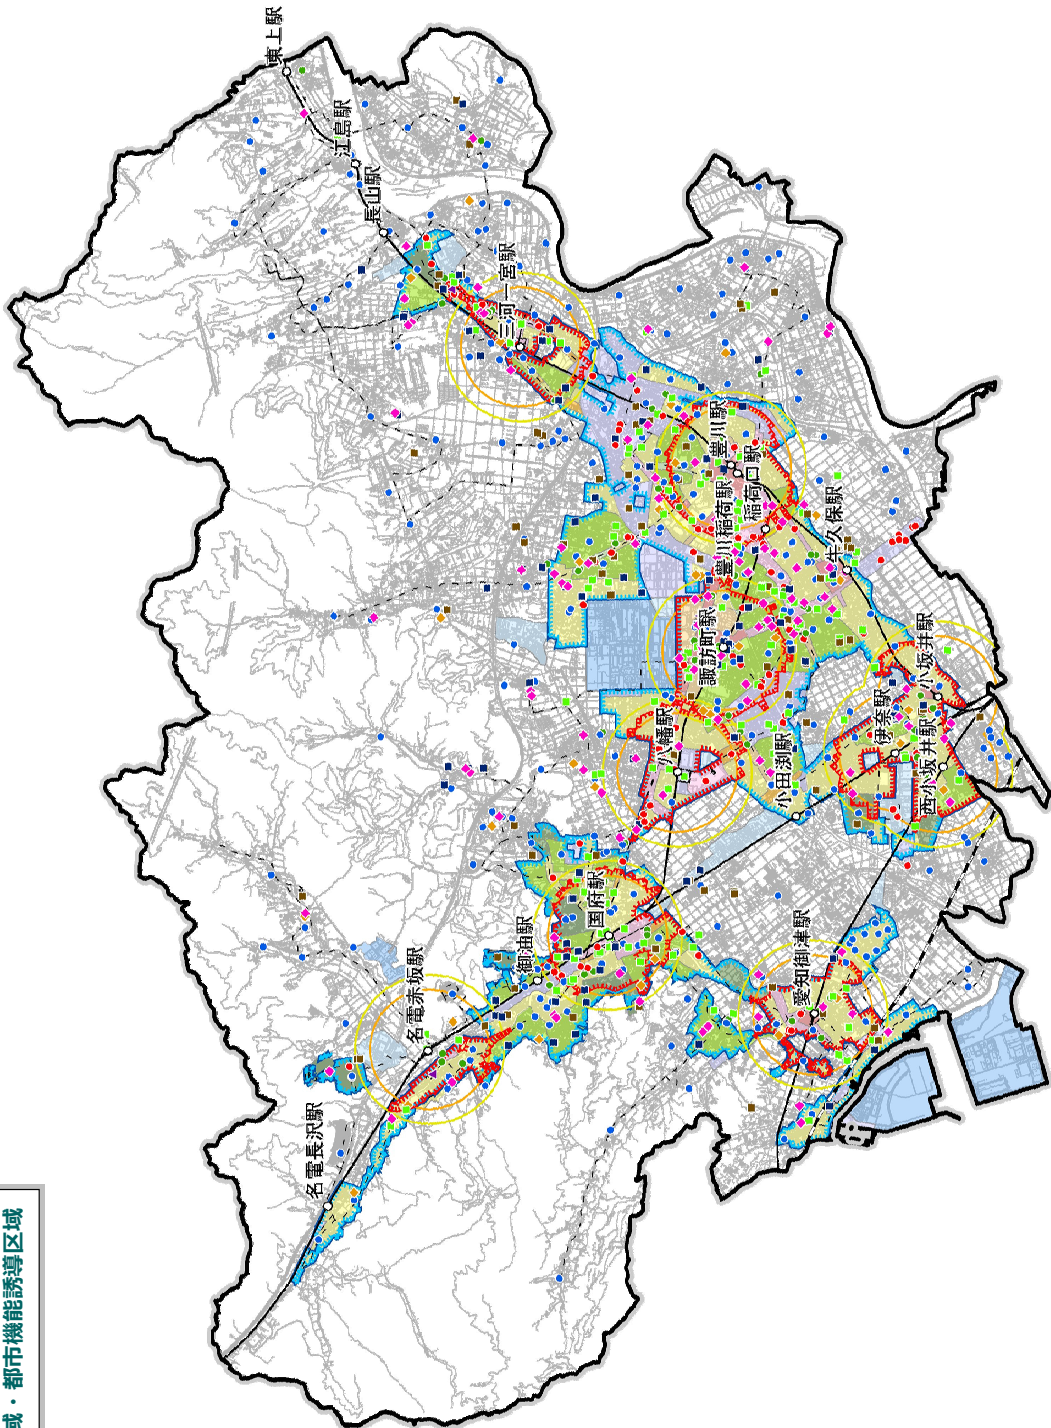 域・都市機能誘導区域
東上駅
江島駅
長山駅
三河一宮駅
豊川駅
稲荷口駅
豊川稲荷駅
牛久保駅
諏訪町駅
小坂井駅
伊奈駅
西小坂井駅
八幡駅
小田渕駅
国府駅
御油駅
愛知御津駅
名電赤坂駅
名電長沢駅